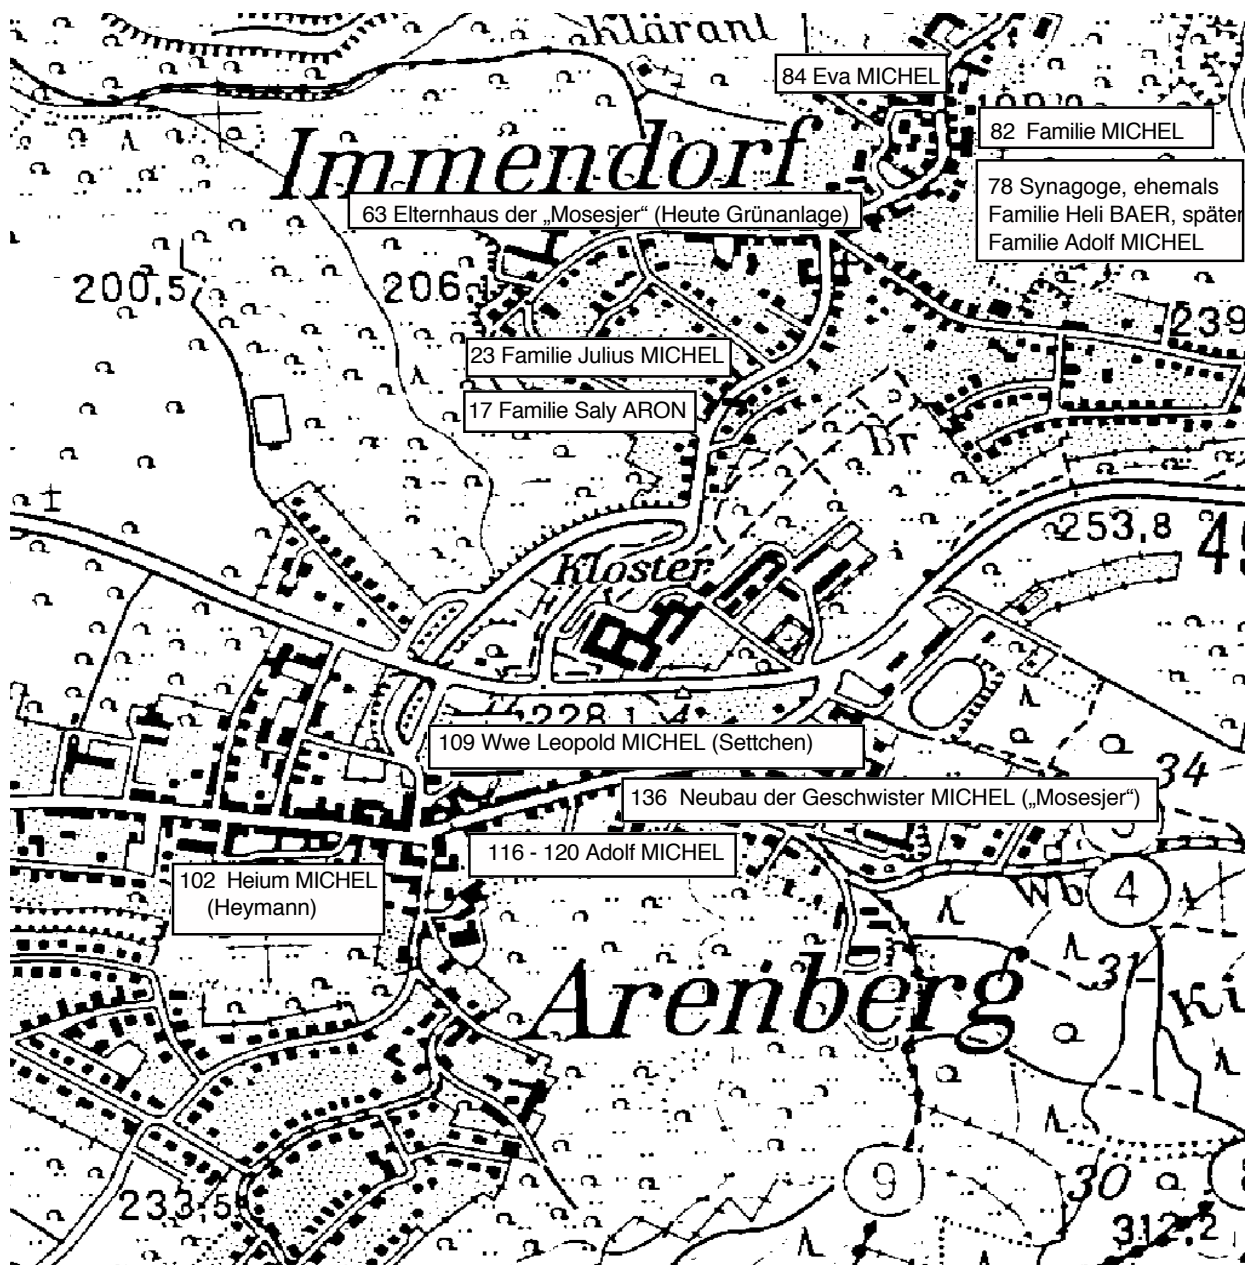 Kläranl
84 Eva MICHEL
82 Familie MICHEL
Immendorf
78 Synagoge, ehemals
Familie Heli BAER, später
Familie Adolf MICHEL
63 Elternhaus der „Mosesjer“ (Heute Grünanlage)
200,5
206,1
239
23 Familie Julius MICHEL
17 Familie Saly ARON
Br
253,8
49
Kloster
228,1
109 Wwe Leopold MICHEL (Settchen)
34
136 Neubau der Geschwister MICHEL („Mosesjer“)
116 - 120 Adolf MICHEL
102 Heium MICHEL
(Heymann)
Wb
4
Arenberg
31
Ki
9
30
233,5
312,2